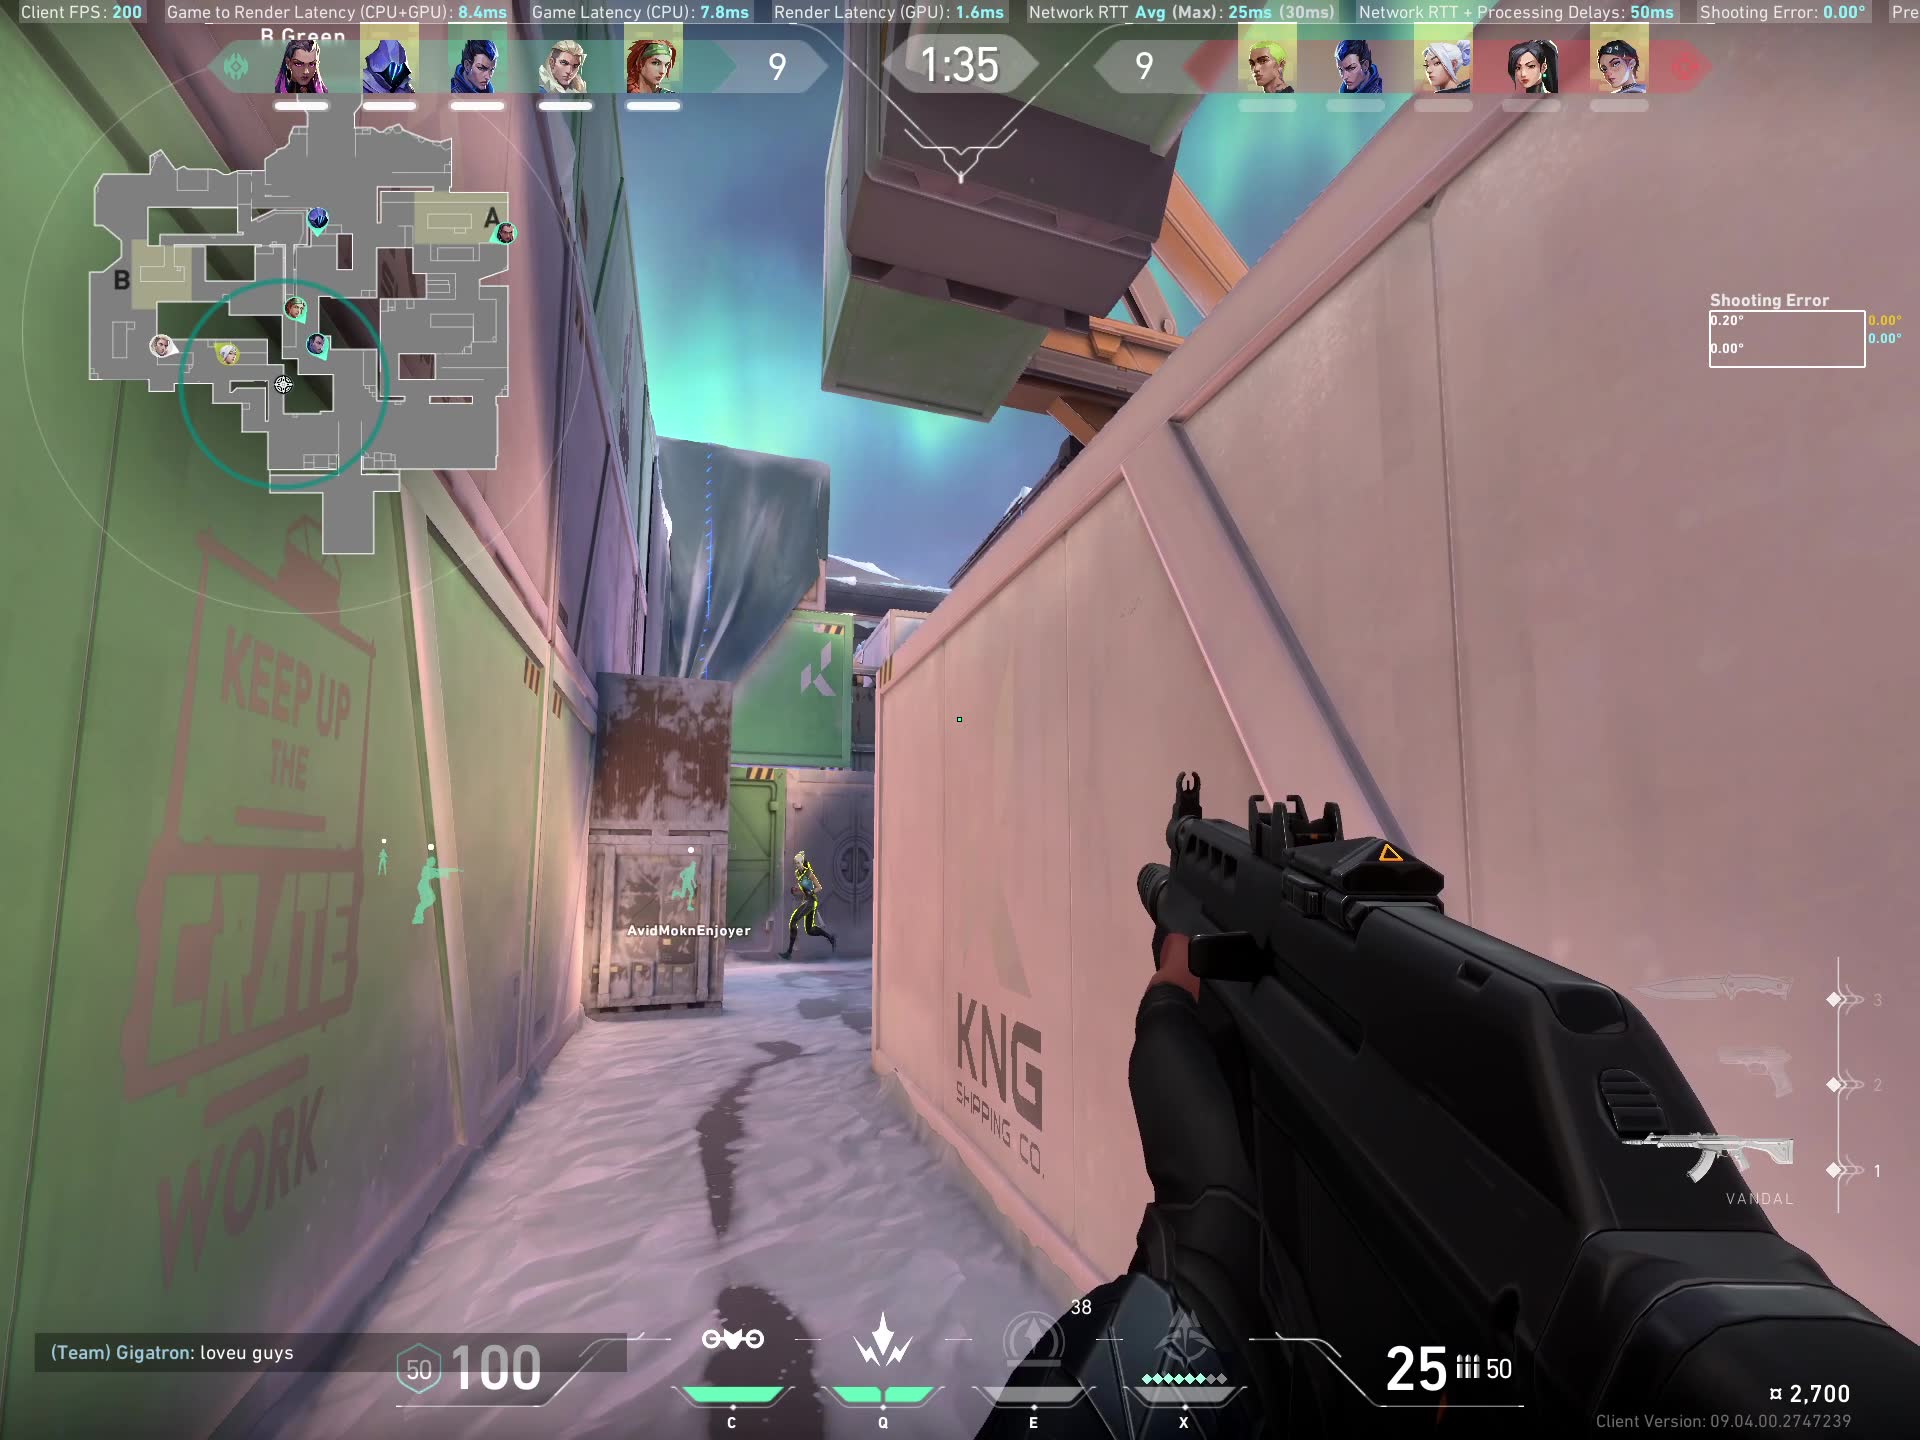 Client FPS: 200 Game to Render Latency (CPU+GPU): 8.4ms Game Latency (CPU): 7.8ms Render Latency (GPU): 1.6ms Network RTT Avg (Max): 25ms (30ms) Network RTT + Processing Delays: 50ms Shooting Error: 0.00° Pre
B Green
9 1:35 9
A
B
Shooting Error
0.20° 0.00°
0.00° 0.00°
KEEP UP
THE
CRATE
WORK
AvidMoknEnjoyer
KNG
SHIPPING CO.
3
2
1
VANDAL
38
(Team) Gigatron: loveu guys
50 100
25 50
¤ 2,700
C Q E X
Client Version: 09.04.00.2747239